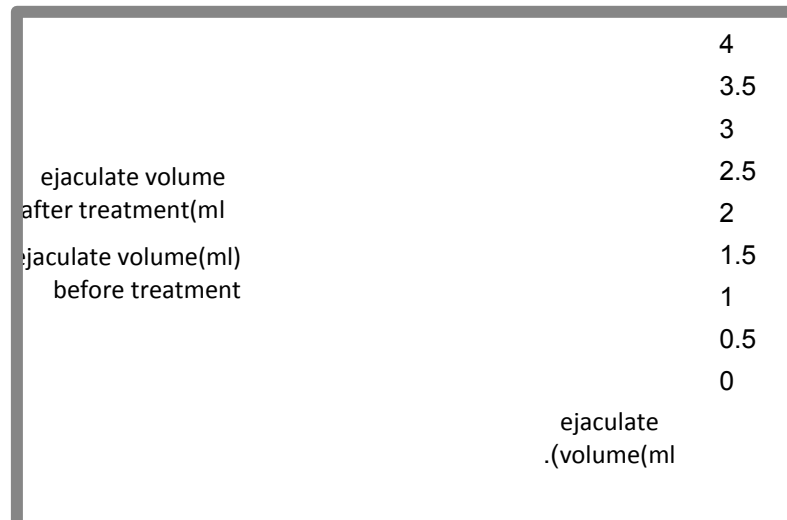 4
3.5
3
2.5
2
1.5
1
0.5
0
ejaculate volume
after treatment(ml
ejaculate volume(ml)
before treatment
ejaculate
.(volume(ml